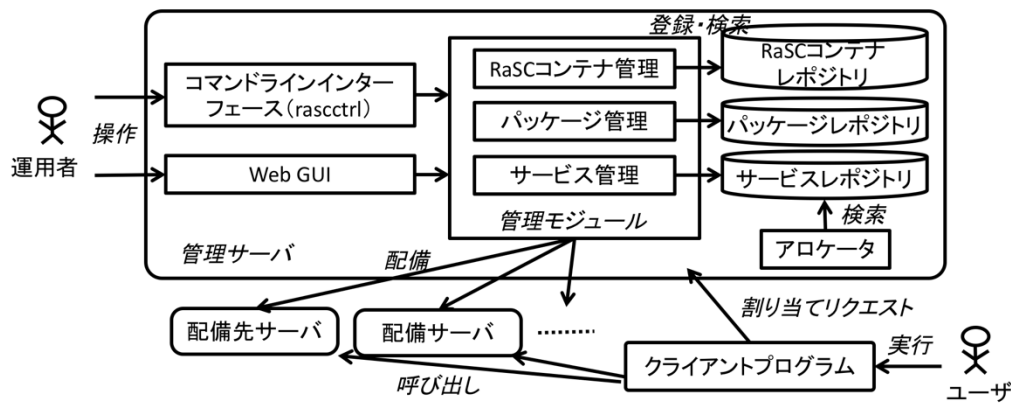 登録・検索
RaSCコンテナ管理
RaSCコンテナ
レポジトリ
コマンドラインインター
フェース（rascctrl）
操作
運用者
パッケージ管理
パッケージレポジトリ
Web GUI
サービス管理
サービスレポジトリ
管理モジュール
検索
管理サーバ
配備
アロケータ
割り当てリクエスト
配備先サーバ
配備サーバ
………
クライアントプログラム
実行
呼び出し
ユーザ